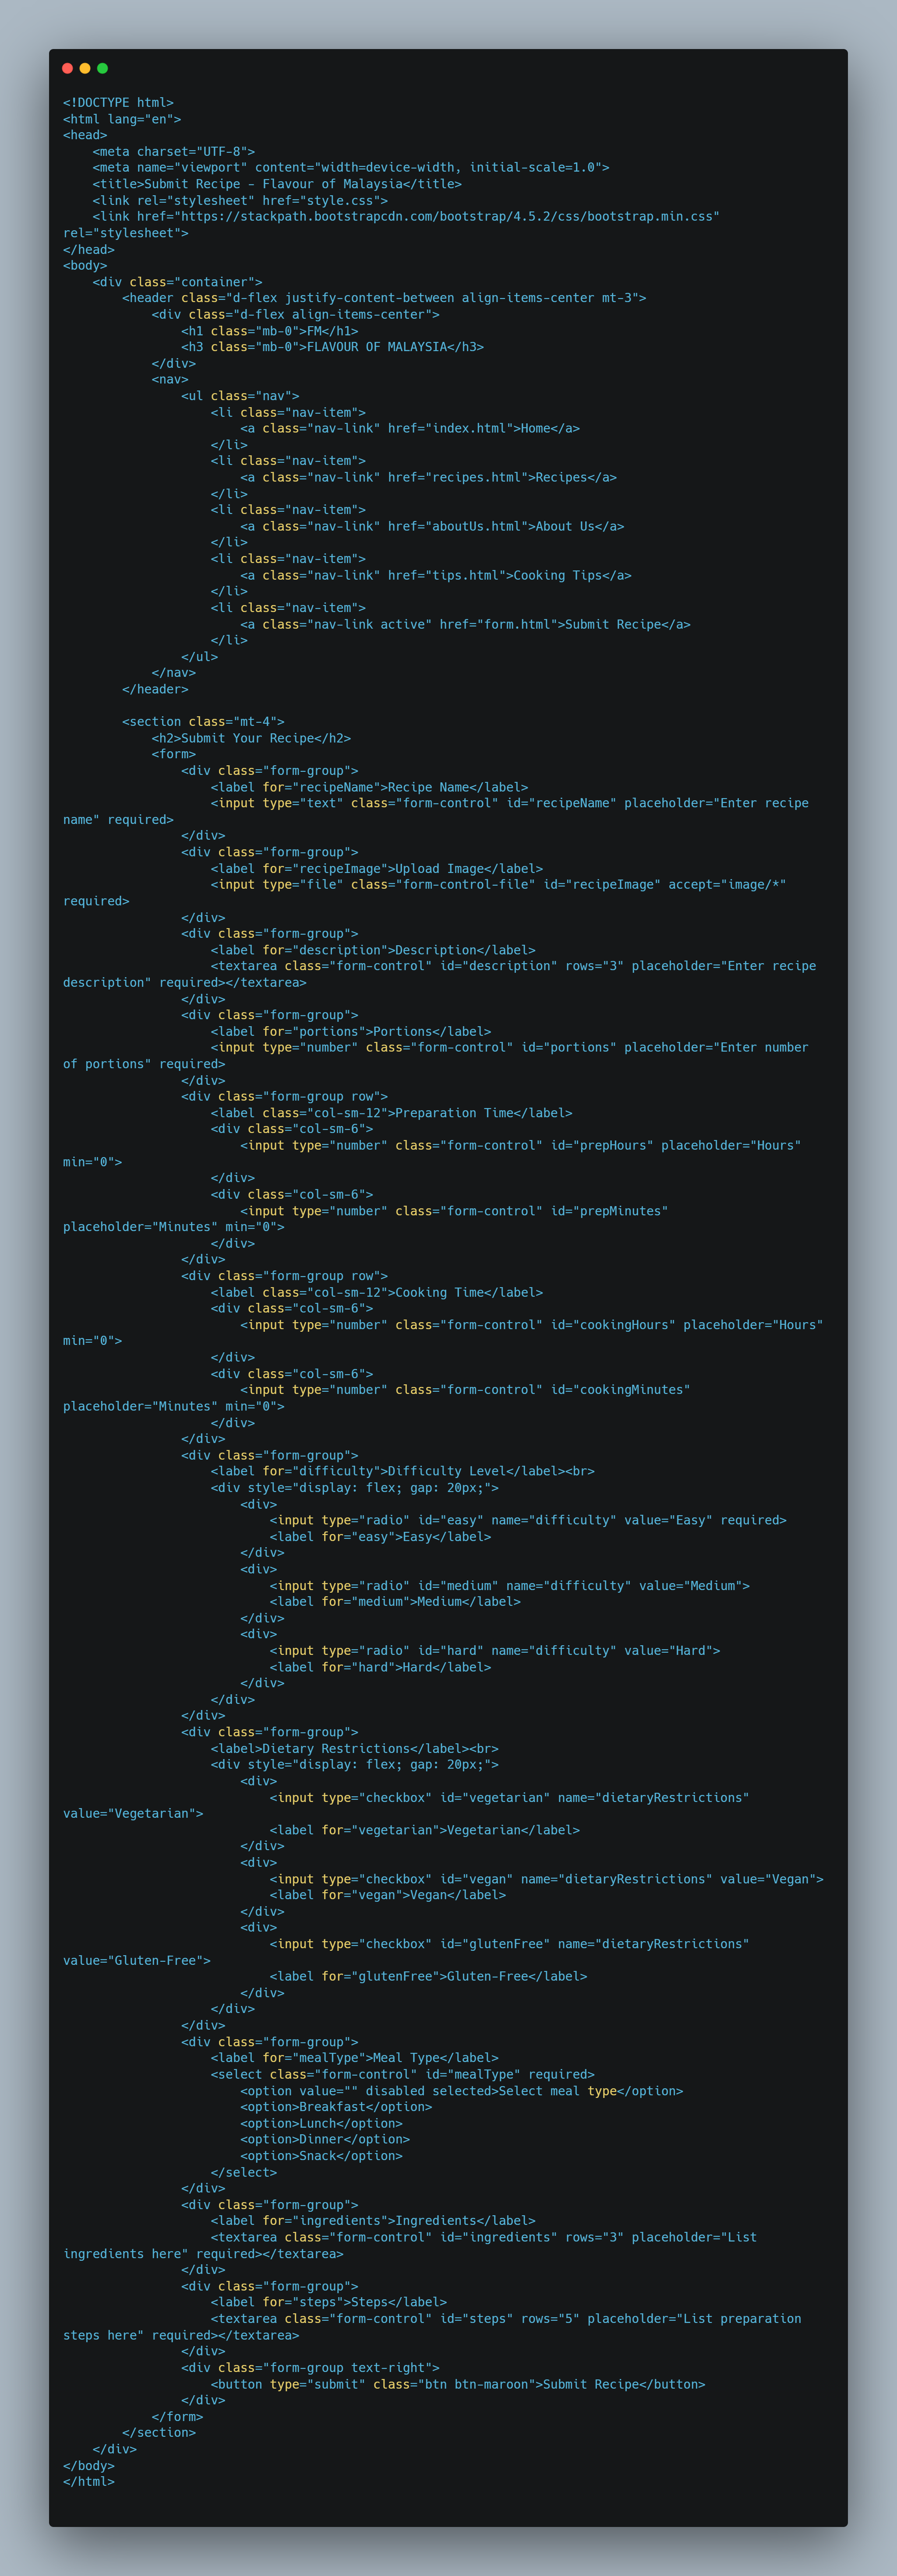 <!DOCTYPE html>
<html lang="en">
<head>
    <meta charset="UTF-8">
    <meta name="viewport" content="width=device-width, initial-scale=1.0">
    <title>Submit Recipe - Flavour of Malaysia</title>
    <link rel="stylesheet" href="style.css">
    <link href="https://stackpath.bootstrapcdn.com/bootstrap/4.5.2/css/bootstrap.min.css"
rel="stylesheet">
</head>
<body>
    <div class="container">
        <header class="d-flex justify-content-between align-items-center mt-3">
            <div class="d-flex align-items-center">
                <h1 class="mb-0">FM</h1>
                <h3 class="mb-0">FLAVOUR OF MALAYSIA</h3>
            </div>
            <nav>
                <ul class="nav">
                    <li class="nav-item">
                        <a class="nav-link" href="index.html">Home</a>
                    </li>
                    <li class="nav-item">
                        <a class="nav-link" href="recipes.html">Recipes</a>
                    </li>
                    <li class="nav-item">
                        <a class="nav-link" href="aboutUs.html">About Us</a>
                    </li>
                    <li class="nav-item">
                        <a class="nav-link" href="tips.html">Cooking Tips</a>
                    </li>
                    <li class="nav-item">
                        <a class="nav-link active" href="form.html">Submit Recipe</a>
                    </li>
                </ul>
            </nav>
        </header>

        <section class="mt-4">
            <h2>Submit Your Recipe</h2>
            <form>
                <div class="form-group">
                    <label for="recipeName">Recipe Name</label>
                    <input type="text" class="form-control" id="recipeName" placeholder="Enter recipe
name" required>
                </div>
                <div class="form-group">
                    <label for="recipeImage">Upload Image</label>
                    <input type="file" class="form-control-file" id="recipeImage" accept="image/*"
required>
                </div>
                <div class="form-group">
                    <label for="description">Description</label>
                    <textarea class="form-control" id="description" rows="3" placeholder="Enter recipe
description" required></textarea>
                </div>
                <div class="form-group">
                    <label for="portions">Portions</label>
                    <input type="number" class="form-control" id="portions" placeholder="Enter number
of portions" required>
                </div>
                <div class="form-group row">
                    <label class="col-sm-12">Preparation Time</label>
                    <div class="col-sm-6">
                        <input type="number" class="form-control" id="prepHours" placeholder="Hours"
min="0">
                    </div>
                    <div class="col-sm-6">
                        <input type="number" class="form-control" id="prepMinutes"
placeholder="Minutes" min="0">
                    </div>
                </div>
                <div class="form-group row">
                    <label class="col-sm-12">Cooking Time</label>
                    <div class="col-sm-6">
                        <input type="number" class="form-control" id="cookingHours" placeholder="Hours"
min="0">
                    </div>
                    <div class="col-sm-6">
                        <input type="number" class="form-control" id="cookingMinutes"
placeholder="Minutes" min="0">
                    </div>
                </div>
                <div class="form-group">
                    <label for="difficulty">Difficulty Level</label><br>
                    <div style="display: flex; gap: 20px;">
                        <div>
                            <input type="radio" id="easy" name="difficulty" value="Easy" required>
                            <label for="easy">Easy</label>
                        </div>
                        <div>
                            <input type="radio" id="medium" name="difficulty" value="Medium">
                            <label for="medium">Medium</label>
                        </div>
                        <div>
                            <input type="radio" id="hard" name="difficulty" value="Hard">
                            <label for="hard">Hard</label>
                        </div>
                    </div>
                </div>
                <div class="form-group">
                    <label>Dietary Restrictions</label><br>
                    <div style="display: flex; gap: 20px;">
                        <div>
                            <input type="checkbox" id="vegetarian" name="dietaryRestrictions"
value="Vegetarian">
                            <label for="vegetarian">Vegetarian</label>
                        </div>
                        <div>
                            <input type="checkbox" id="vegan" name="dietaryRestrictions" value="Vegan">
                            <label for="vegan">Vegan</label>
                        </div>
                        <div>
                            <input type="checkbox" id="glutenFree" name="dietaryRestrictions"
value="Gluten-Free">
                            <label for="glutenFree">Gluten-Free</label>
                        </div>
                    </div>
                </div>
                <div class="form-group">
                    <label for="mealType">Meal Type</label>
                    <select class="form-control" id="mealType" required>
                        <option value="" disabled selected>Select meal type</option>
                        <option>Breakfast</option>
                        <option>Lunch</option>
                        <option>Dinner</option>
                        <option>Snack</option>
                    </select>
                </div>
                <div class="form-group">
                    <label for="ingredients">Ingredients</label>
                    <textarea class="form-control" id="ingredients" rows="3" placeholder="List
ingredients here" required></textarea>
                </div>
                <div class="form-group">
                    <label for="steps">Steps</label>
                    <textarea class="form-control" id="steps" rows="5" placeholder="List preparation
steps here" required></textarea>
                </div>
                <div class="form-group text-right">
                    <button type="submit" class="btn btn-maroon">Submit Recipe</button>
                </div>
            </form>
        </section>
    </div>
</body>
</html>